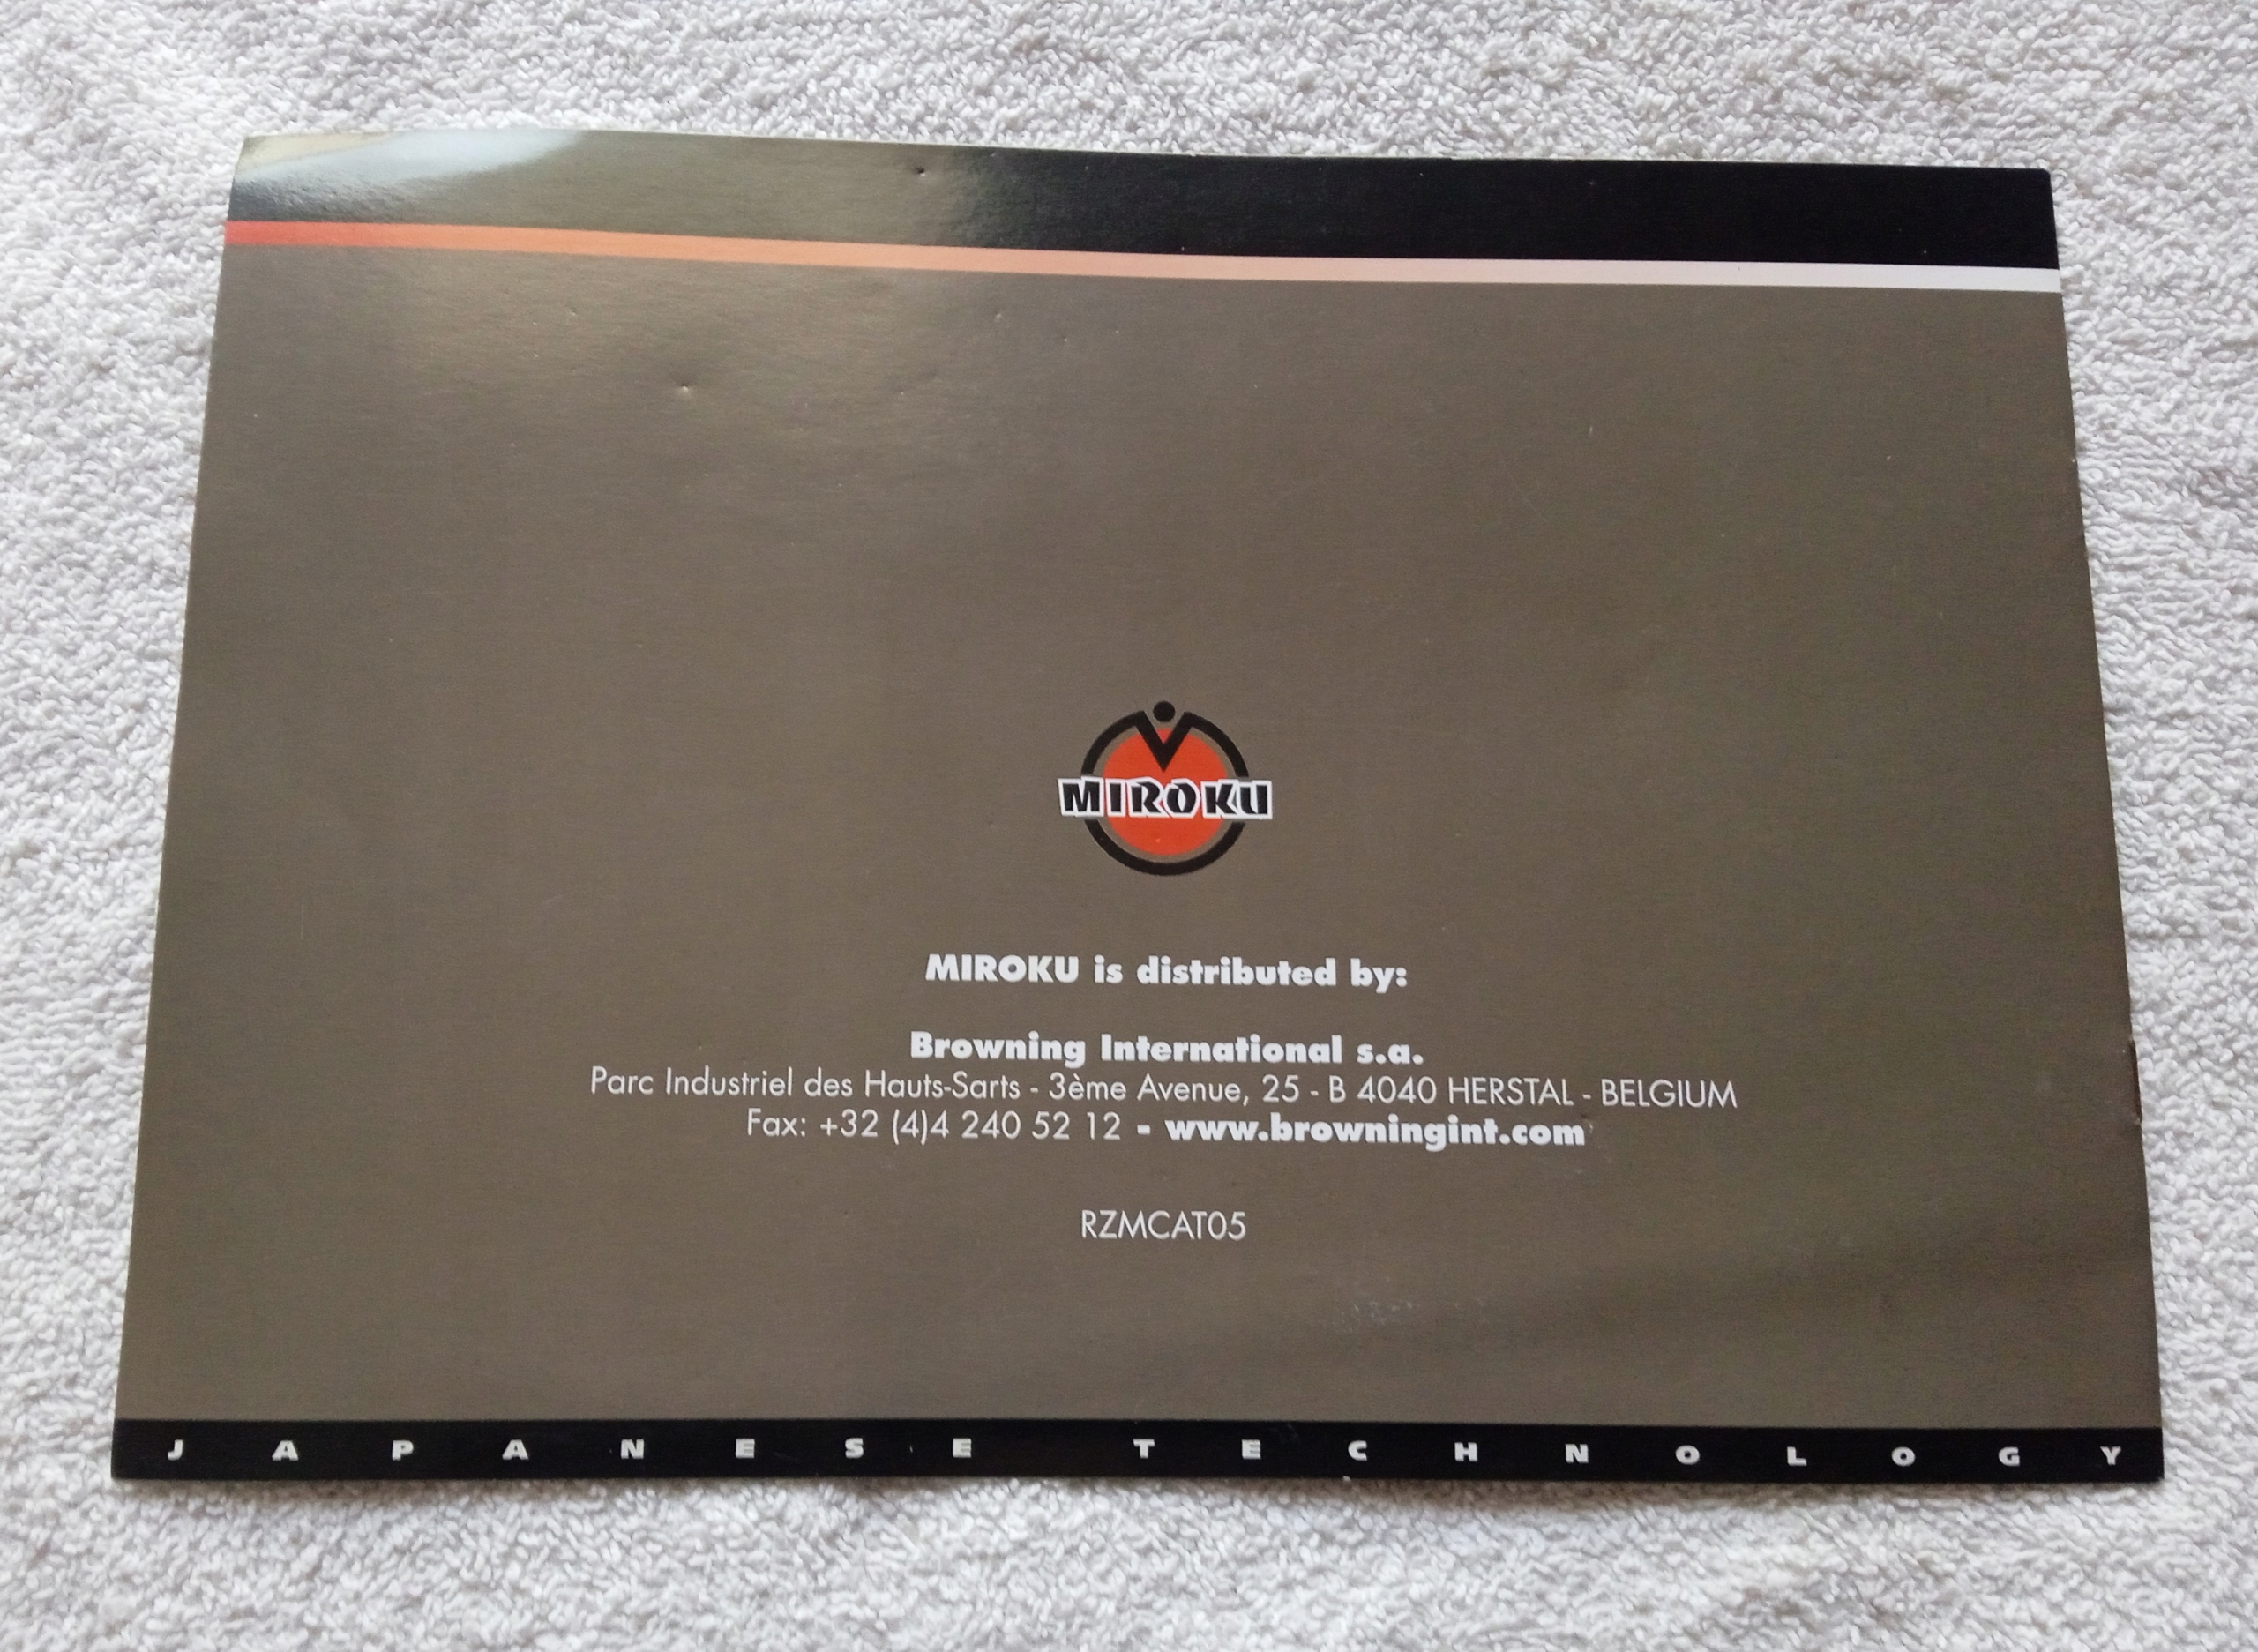 MIROKU
MIROKU is distributed by:
Browning International s.a.
Parc Industriel des Hauts-Sarts - 3ème Avenue, 25 - B 4040 HERSTAL - BELGIUM
Fax: +32 (4)4 240 52 12 - www.browningint.com
RZMCAT05
JAPANESE TECHNOLOGY